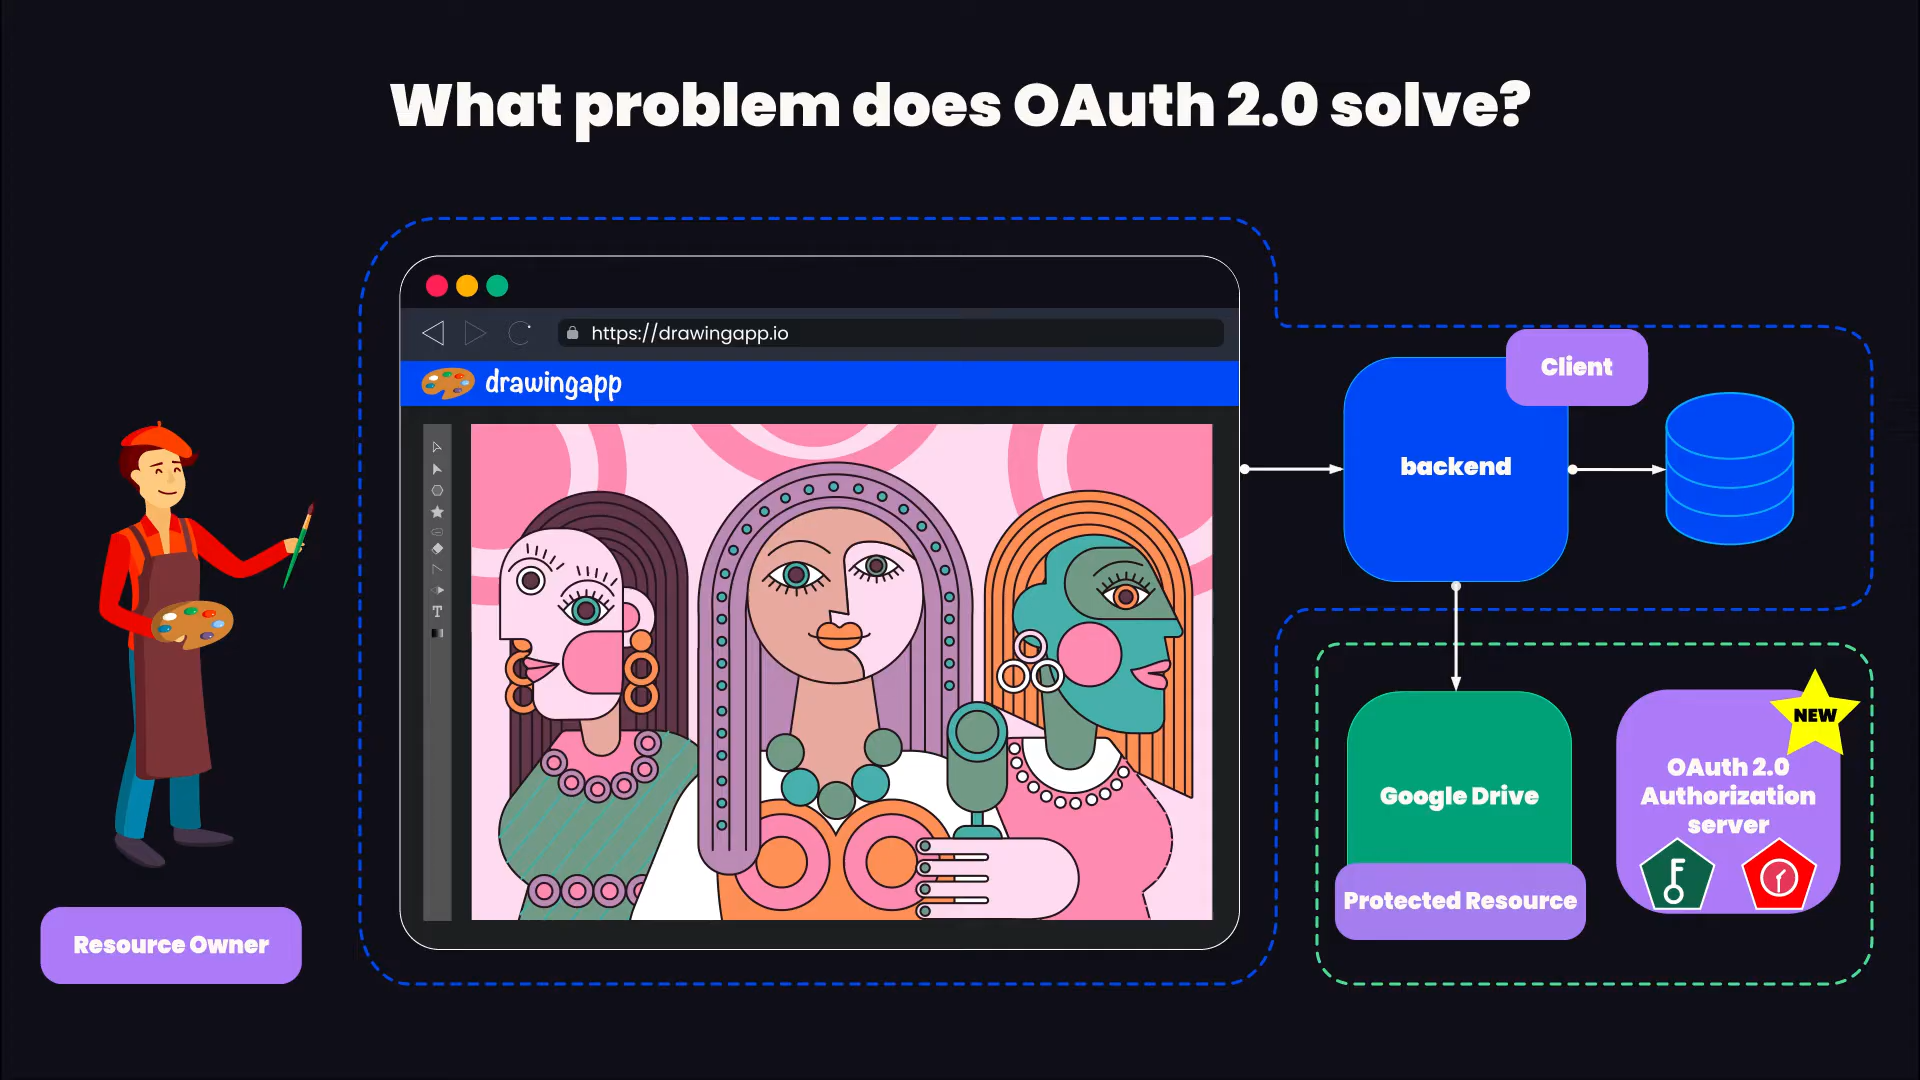 What problem does OAuth 2.0 solve?
https://drawingapp.io
drawingapp
T
Client
backend
NEW
Google Drive
OAuth 2.0
Authorization
server
Protected Resource
Resource Owner